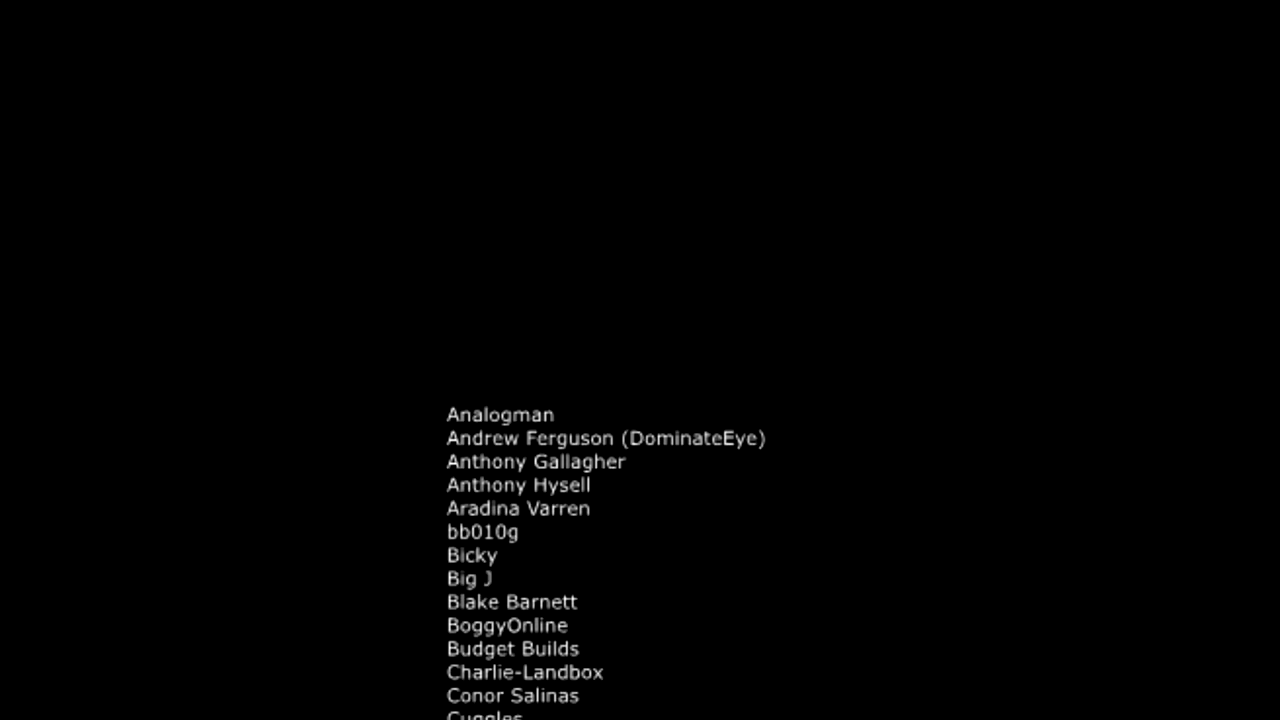 Analogman
Andrew Ferguson (DominateEye)
Anthony Gallagher
Anthony Hysell
Aradina Varren
bb010g
Bicky
Big J
Blake Barnett
BoggyOnline
Budget Builds
Charlie-Landbox
Conor Salinas
Cuggles